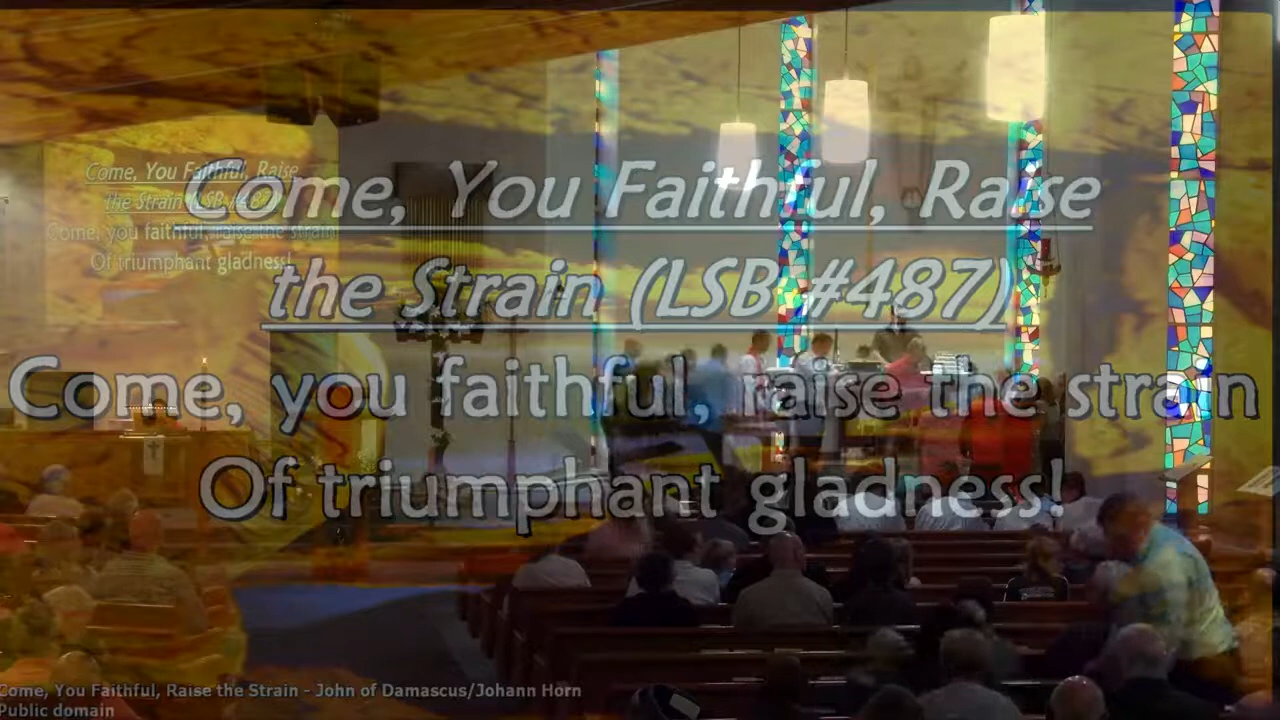 Come, You Faithful, Raise
the Strain (LSB #487)
Come, you faithful, raise the strain
Of triumphant gladness!
Come, You Faithful, Raise
the Strain (LSB #487)
Come, you faithful, raise the strain
Of triumphant gladness!
Come, You Faithful, Raise the Strain - John of Damascus/Johann Horn
Public domain